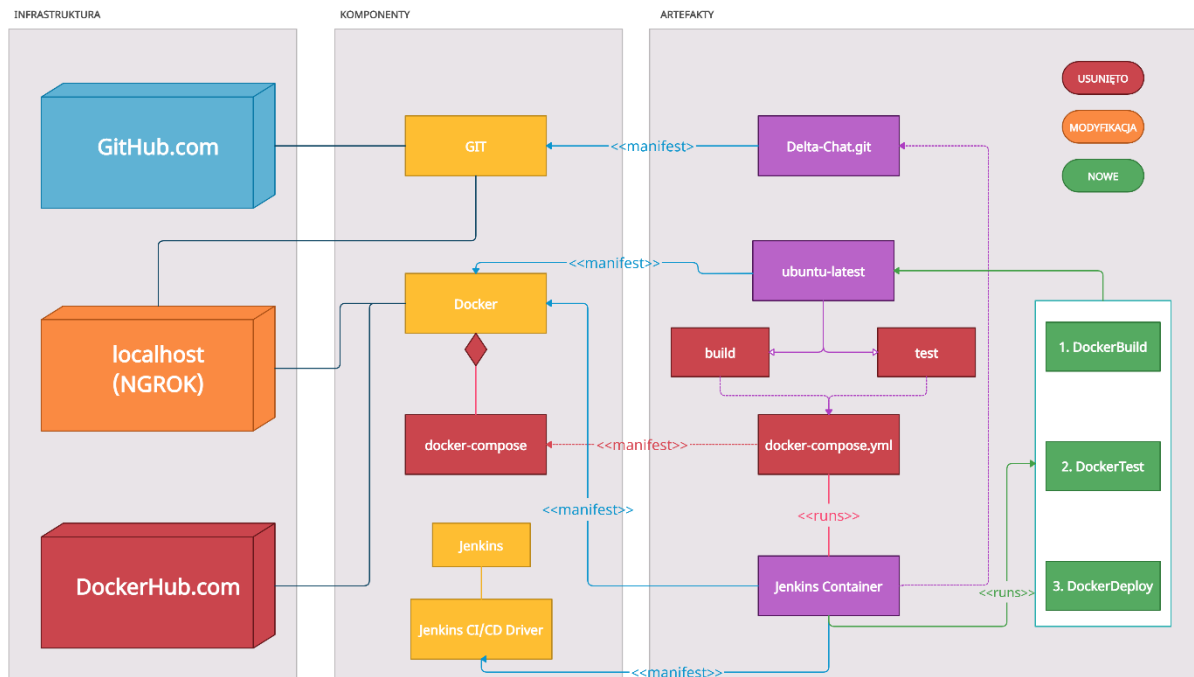 INFRASTRUKTURA
KOMPONENTY
ARTEFAKTY
USUNIĘTO
MODYFIKACJA
NOWE
GitHub.com
GIT
<<manifest>
Delta-Chat.git
<<manifest>>
ubuntu-latest
localhost
(NGROK)
Docker
build
test
1. DockerBuild
docker-compose
<<manifest>>
docker-compose.yml
2. DockerTest
<<manifest>>
<<runs>>
DockerHub.com
Jenkins
Jenkins CI/CD Driver
Jenkins Container
<<runs>>
3. DockerDeploy
<<manifest>>